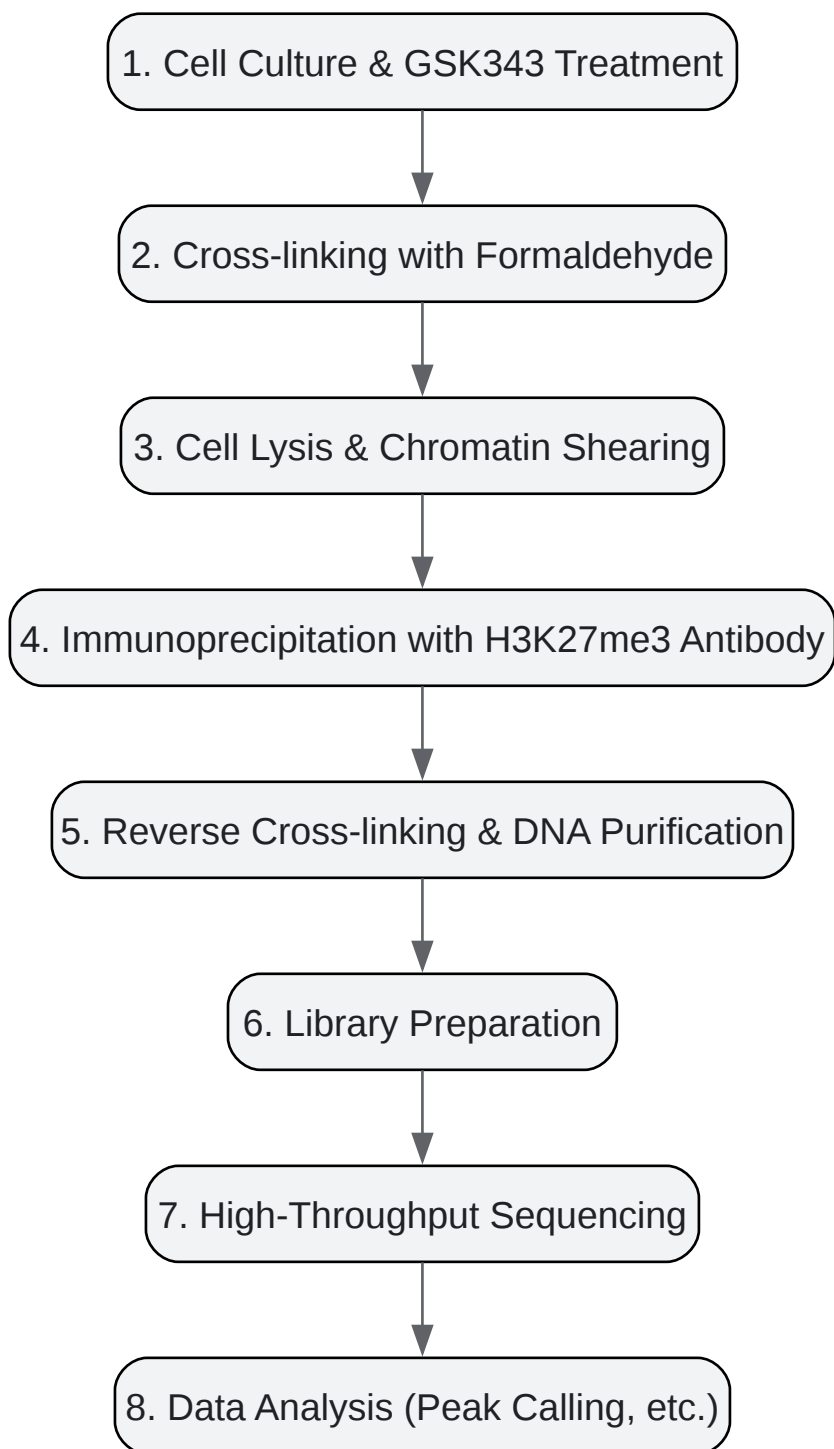 1. Cell Culture & GSK343 Treatment
2. Cross-linking with Formaldehyde
3. Cell Lysis & Chromatin Shearing
4. Immunoprecipitation with H3K27me3 Antibody
5. Reverse Cross-linking & DNA Purification
6. Library Preparation
7. High-Throughput Sequencing
8. Data Analysis (Peak Calling, etc.)